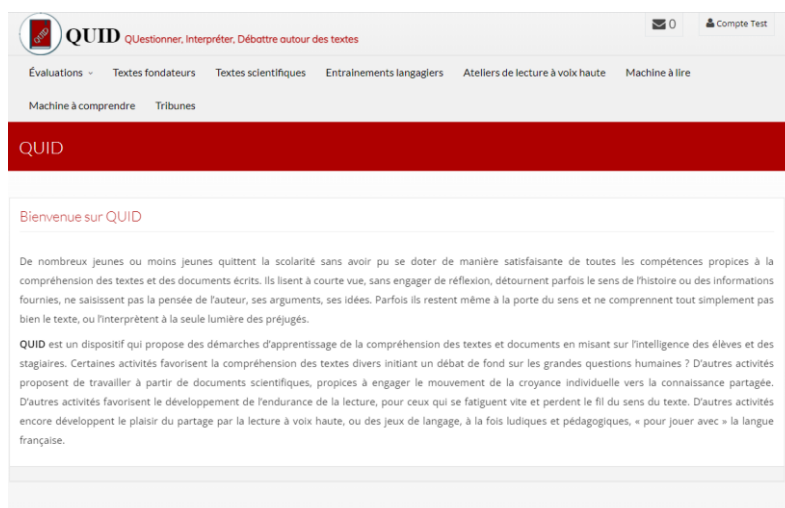 QUID QUestionner, Interpréter, Débattre autour des textes
0
Compte Test
Évaluations Textes fondateurs Textes scientifiques Entrainements langagiers Ateliers de lecture à voix haute Machine à lire
Machine à comprendre Tribunes
QUID
Bienvenue sur QUID
De nombreux jeunes ou moins jeunes quittent la scolarité sans avoir pu se doter de manière satisfaisante de toutes les compétences propices à la
compréhension des textes et des documents écrits. Ils lisent à courte vue, sans engager de réflexion, détournent parfois le sens de l'histoire ou des informations
fournies, ne saisissent pas la pensée de l'auteur, ses arguments, ses idées. Parfois ils restent même à la porte du sens et ne comprennent tout simplement pas
bien le texte, ou l'interprètent à la seule lumière des préjugés.
QUID est un dispositif qui propose des démarches d'apprentissage de la compréhension des textes et documents en misant sur l'intelligence des élèves et des
stagiaires. Certaines activités favorisent la compréhension des textes divers initiant un débat de fond sur les grandes questions humaines ? D'autres activités
proposent de travailler à partir de documents scientifiques, propices à engager le mouvement de la croyance individuelle vers la connaissance partagée.
D'autres activités favorisent le développement de l'endurance de la lecture, pour ceux qui se fatiguent vite et perdent le fil du sens du texte. D'autres activités
encore développent le plaisir du partage par la lecture à voix haute, ou des jeux de langage, à la fois ludiques et pédagogiques, « pour jouer avec » la langue
française.